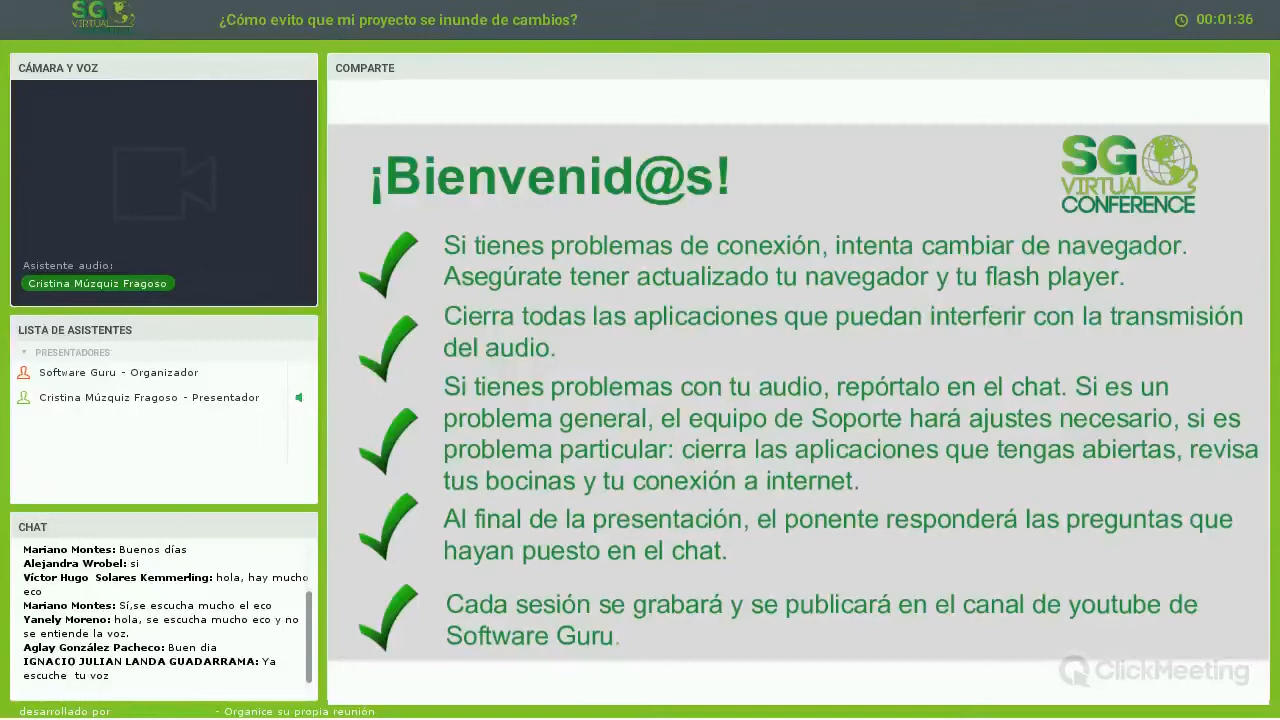 SG
VIRTUAL
¿Cómo evito que mi proyecto se inunde de cambios?
00:01:36
CÁMARA Y VOZ
Asistente audio:
Cristina Múzquiz Fragoso
LISTA DE ASISTENTES
PRESENTADORES
Software Guru - Organizador
Cristina Múzquiz Fragoso - Presentador
CHAT
Mariano Montes: Buenos días
Alejandra Wrobel: si
Víctor Hugo Solares Kemmerling: hola, hay mucho
eco
Mariano Montes: Sí,se escucha mucho el eco
Yanely Moreno: hola, se escucha mucho eco y no
se entiende la voz.
Aglay González Pacheco: Buen dia
IGNACIO JULIAN LANDA GUADARRAMA: Ya
escuche tu voz
COMPARTE
¡Bienvenid@s!
SG
VIRTUAL
CONFERENCE
Si tienes problemas de conexión, intenta cambiar de navegador.
Asegúrate tener actualizado tu navegador y tu flash player.
Cierra todas las aplicaciones que puedan interferir con la transmisión
del audio.
Si tienes problemas con tu audio, repórtalo en el chat. Si es un
problema general, el equipo de Soporte hará ajustes necesario, si es
problema particular: cierra las aplicaciones que tengas abiertas, revisa
tus bocinas y tu conexión a internet.
Al final de la presentación, el ponente responderá las preguntas que
hayan puesto en el chat.
Cada sesión se grabará y se publicará en el canal de youtube de
Software Guru.
ClickMeeting
desarrollado por - Organice su propia reunión